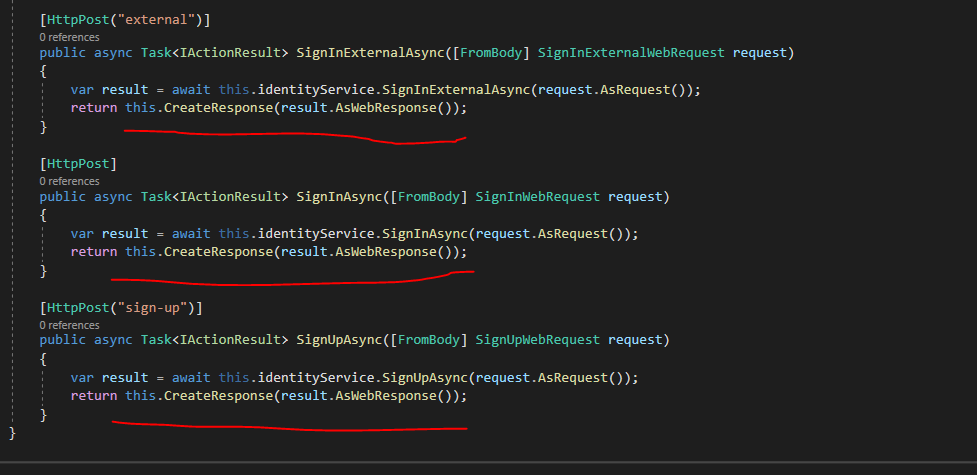 [HttpPost("external")]
0 references
public async Task<IActionResult> SignInExternalAsync([FromBody] SignInExternalWebRequest request)
{
var result = await this.identityService.SignInExternalAsync(request.AsRequest());
return this.CreateResponse(result.AsWebResponse());
}
[HttpPost]
0 references
public async Task<IActionResult> SignInAsync([FromBody] SignInWebRequest request)
{
var result = await this.identityService.SignInAsync(request.AsRequest());
return this.CreateResponse(result.AsWebResponse());
}
[HttpPost("sign-up")]
0 references
public async Task<IActionResult> SignUpAsync([FromBody] SignUpWebRequest request)
{
var result = await this.identityService.SignUpAsync(request.AsRequest());
return this.CreateResponse(result.AsWebResponse());
}
}